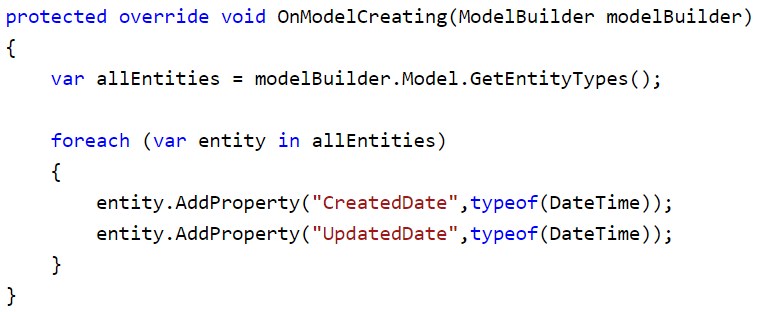 protected override void OnModelCreating(ModelBuilder modelBuilder)
{
    var allEntities = modelBuilder.Model.GetEntityTypes();

    foreach (var entity in allEntities)
    {
        entity.AddProperty("CreatedDate",typeof(DateTime));
        entity.AddProperty("UpdatedDate",typeof(DateTime));
    }
}